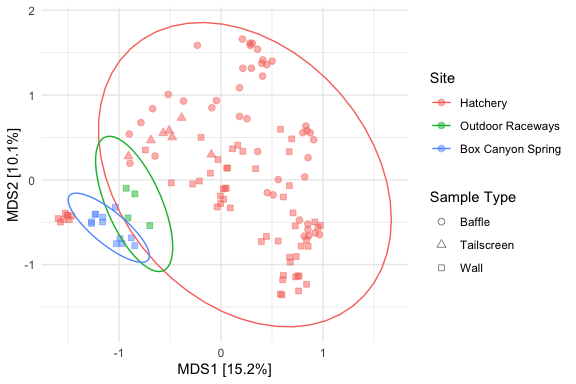 2
1
0
-1
MDS2 [10.1%]
-1
0
1
MDS1 [15.2%]
Site
Hatchery
Outdoor Raceways
Box Canyon Spring
Sample Type
Baffle
Tailscreen
Wall